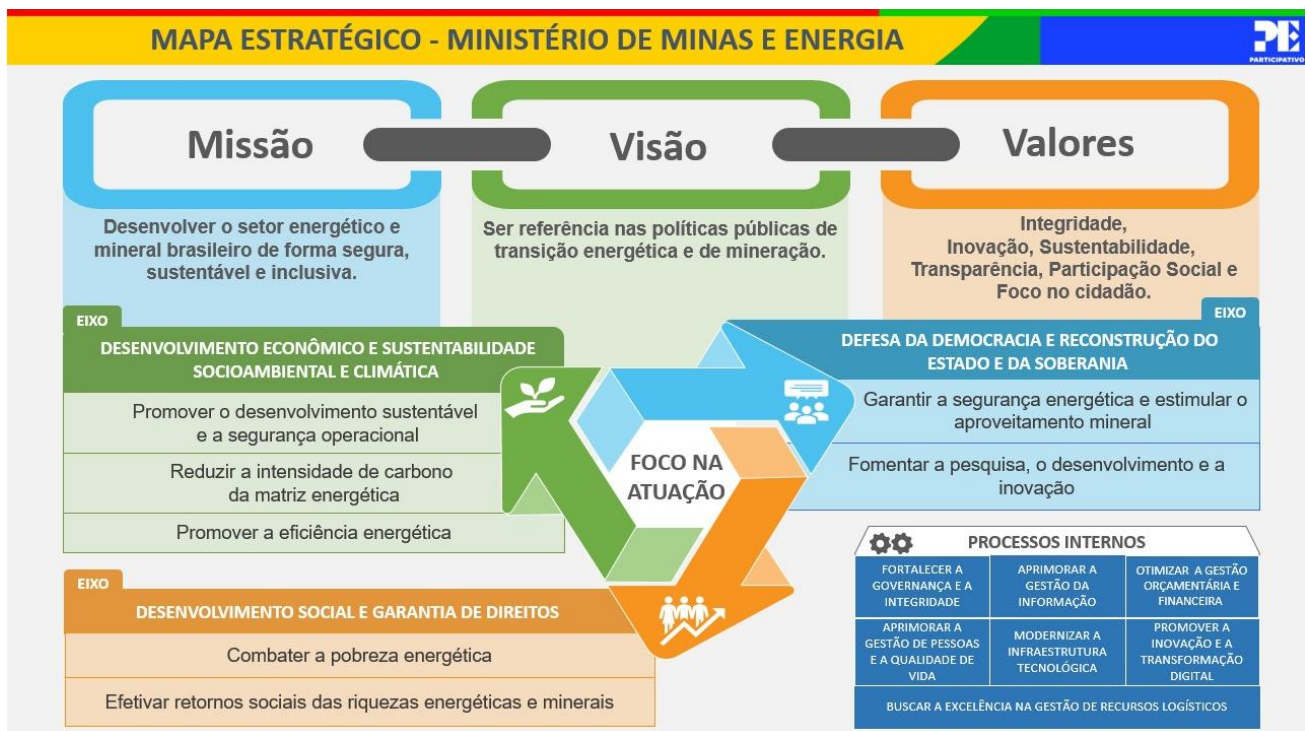 MAPA ESTRATÉGICO - MINISTÉRIO DE MINAS E ENERGIA
PE
PARTICIPATIVO
Missão
Visão
Valores
Desenvolver o setor energético e
mineral brasileiro de forma segura,
sustentável e inclusiva.
Ser referência nas políticas públicas de
transição energética e de mineração.
Integridade,
Inovação, Sustentabilidade,
Transparência, Participação Social e
Foco no cidadão.
EIXO
DESENVOLVIMENTO ECONÔMICO E SUSTENTABILIDADE
SOCIOAMBIENTAL E CLIMÁTICA
Promover o desenvolvimento sustentável
e a segurança operacional
Reduzir a intensidade de carbono
da matriz energética
Promover a eficiência energética
FOCO NA
ATUAÇÃO
EIXO
DEFESA DA DEMOCRACIA E RECONSTRUÇÃO DO
ESTADO E DA SOBERANIA
Garantir a segurança energética e estimular o
aproveitamento mineral
Fomentar a pesquisa, o desenvolvimento e a
inovação
EIXO
DESENVOLVIMENTO SOCIAL E GARANTIA DE DIREITOS
Combater a pobreza energética
Efetivar retornos sociais das riquezas energéticas e minerais
PROCESSOS INTERNOS
FORTALECER A
GOVERNANÇA E A
INTEGRIDADE
APRIMORAR A
GESTÃO DA
INFORMAÇÃO
OTIMIZAR A GESTÃO
ORÇAMENTÁRIA E
FINANCEIRA
APRIMORAR A
GESTÃO DE PESSOAS
E A QUALIDADE DE
VIDA
MODERNIZAR A
INFRAESTRUTURA
TECNOLÓGICA
PROMOVER A
INOVAÇÃO E A
TRANSFORMAÇÃO
DIGITAL
BUSCAR A EXCELÊNCIA NA GESTÃO DE RECURSOS LOGÍSTICOS